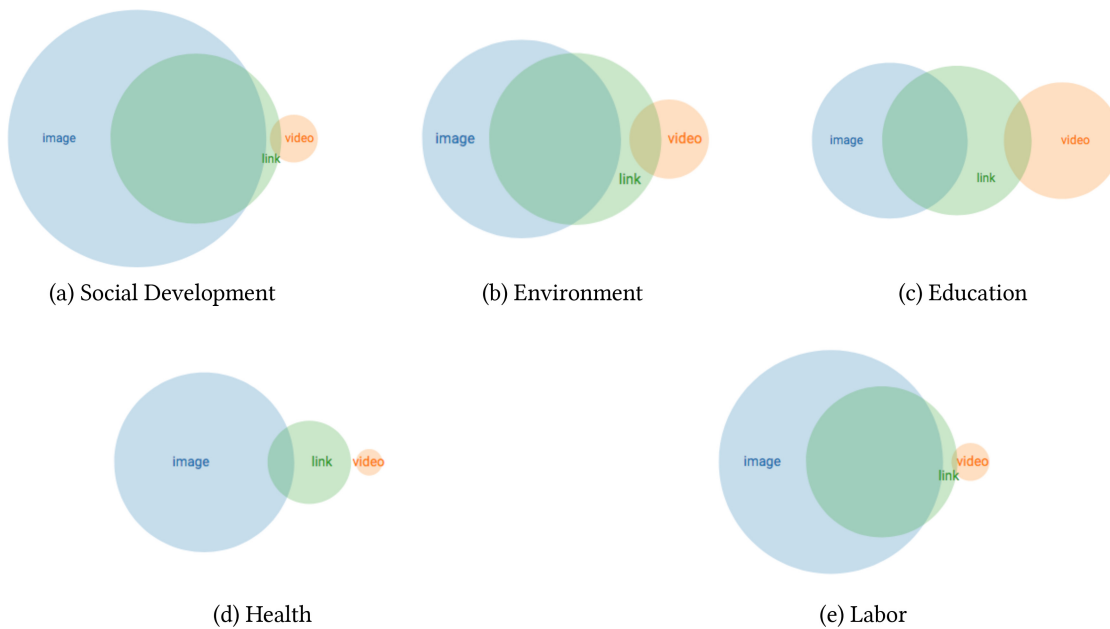 image
link
video
(a) Social Development
image
link
video
(b) Environment
image
link
video
(c) Education
image
link
video
(d) Health
image
link
video
(e) Labor